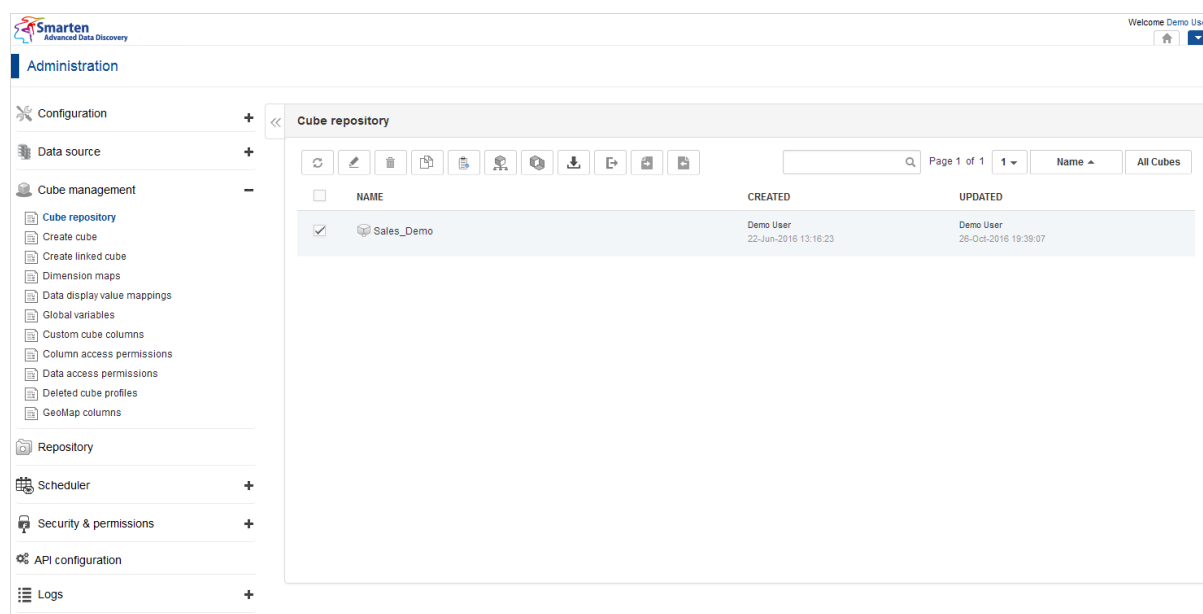 Smarten
Advanced Data Discovery
Welcome Demo Use
Administration
Configuration
Data source
Cube management
Cube repository
Create cube
Create linked cube
Dimension maps
Data display value mappings
Global variables
Custom cube columns
Column access permissions
Data access permissions
Deleted cube profiles
GeoMap columns
Repository
Scheduler
Security & permissions
API configuration
Logs
Cube repository
Page 1 of 1 1 Name All Cubes
NAME CREATED UPDATED
Sales_Demo Demo User Demo User
22-Jun-2016 13:16:23 26-Oct-2016 19:39:07